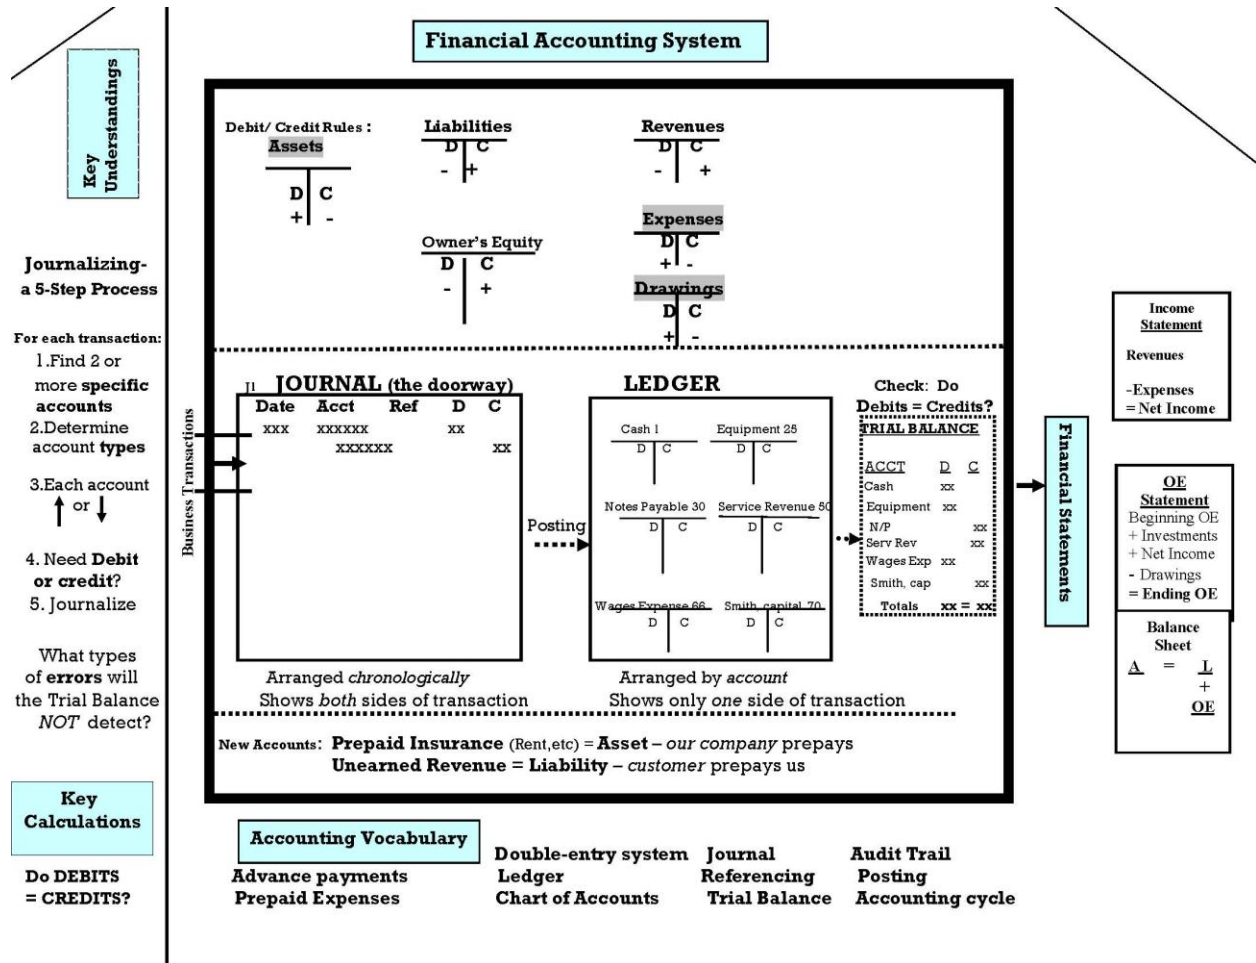 Financial Accounting System
Key
Understandings
Journalizing-
a 5-Step Process
For each transaction:
1.Find 2 or
more specific
accounts
2.Determine
account types
3.Each account
or
4. Need Debit
or credit?
5. Journalize
What types
of errors will
the Trial Balance
NOT detect?
Key
Calculations
Do DEBITS
= CREDITS?
Debit/ Credit Rules :
Assets
D C
+ -
Liabilities
D C
- +
Owner's Equity
D C
- +
Revenues
D C
- +
Expenses
D C
+ -
Drawings
D C
+ -
Business Transactions
J1 JOURNAL (the doorway)
Date Acct Ref D C
xxx xxxxxx xx
xxxxxx xx
Arranged chronologically
Shows both sides of transaction
Posting
LEDGER
Cash 1 Equipment 25
D C D C
Notes Payable 30 Service Revenue 50
D C D C
Wages Expense 66 Smith, capital 70
D C D C
Arranged by account
Shows only one side of transaction
Check: Do
Debits = Credits?
TRIAL BALANCE
ACCT D C
Cash xx
Equipment xx
N/P xx
Serv Rev xx
Wages Exp xx
Smith, cap xx
Totals xx = xx
New Accounts: Prepaid Insurance (Rent,etc) = Asset – our company prepays
Unearned Revenue = Liability – customer prepays us
Financial Statements
Income
Statement
Revenues
-Expenses
= Net Income
OE
Statement
Beginning OE
+ Investments
+ Net Income
- Drawings
= Ending OE
Balance
Sheet
A = L
+
OE
Accounting Vocabulary
Double-entry system Journal Audit Trail
Advance payments Ledger Referencing Posting
Prepaid Expenses Chart of Accounts Trial Balance Accounting cycle